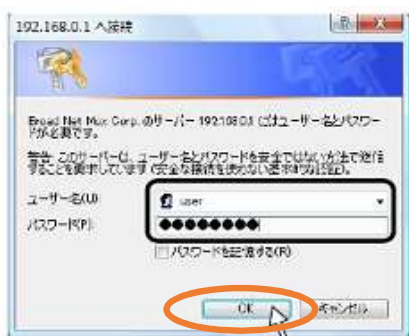 192.168.0.1 へ接続
Broad Net Mux Corp. のサーバー 192.168.0.1 にはユーザー名とパスワー
ドが必要です。
警告: このサーバーは、ユーザー名とパスワードを安全ではない方法で送信
することを要求しています (安全な接続を使わない基本的な認証)。
ユーザー名(U):
user
パスワード(P):
パスワードを記憶する(R)
OK
キャンセル